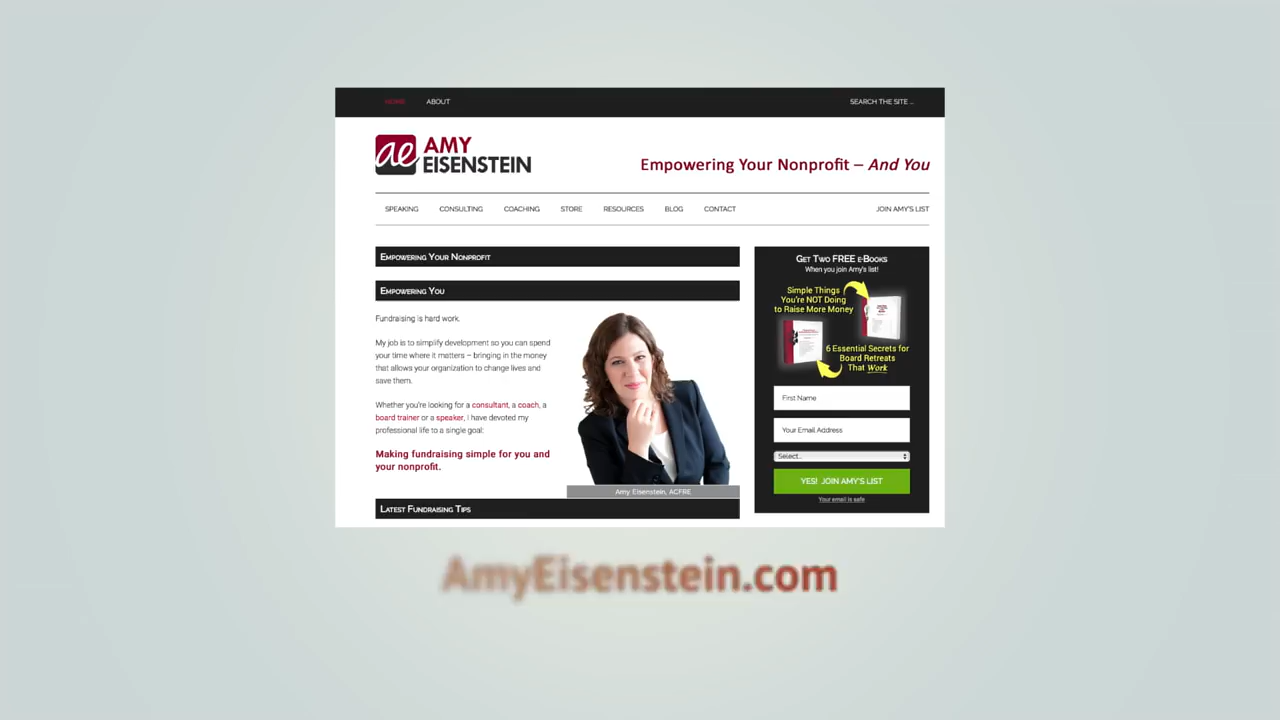 HOME ABOUT SEARCH THE SITE ...
ae AMY
EISENSTEIN
Empowering Your Nonprofit – And You
SPEAKING CONSULTING COACHING STORE RESOURCES BLOG CONTACT JOIN AMY'S LIST
EMPOWERING YOUR NONPROFIT
EMPOWERING YOU
Fundraising is hard work.
My job is to simplify development so you can spend
your time where it matters – bringing in the money
that allows your organization to change lives and
save them.
Whether you're looking for a consultant, a coach, a
board trainer or a speaker, I have devoted my
professional life to a single goal:
Making fundraising simple for you and
your nonprofit.
Amy Eisenstein, ACFRE
LATEST FUNDRAISING TIPS
GET TWO FREE E-BOOKS
When you join Amy's list!
Simple Things
You're NOT Doing
to Raise More Money
6 Essential Secrets for
Board Retreats
That Work
First Name
Your Email Address
Select...
YES! JOIN AMY'S LIST
Your email is safe
AmyEisenstein.com